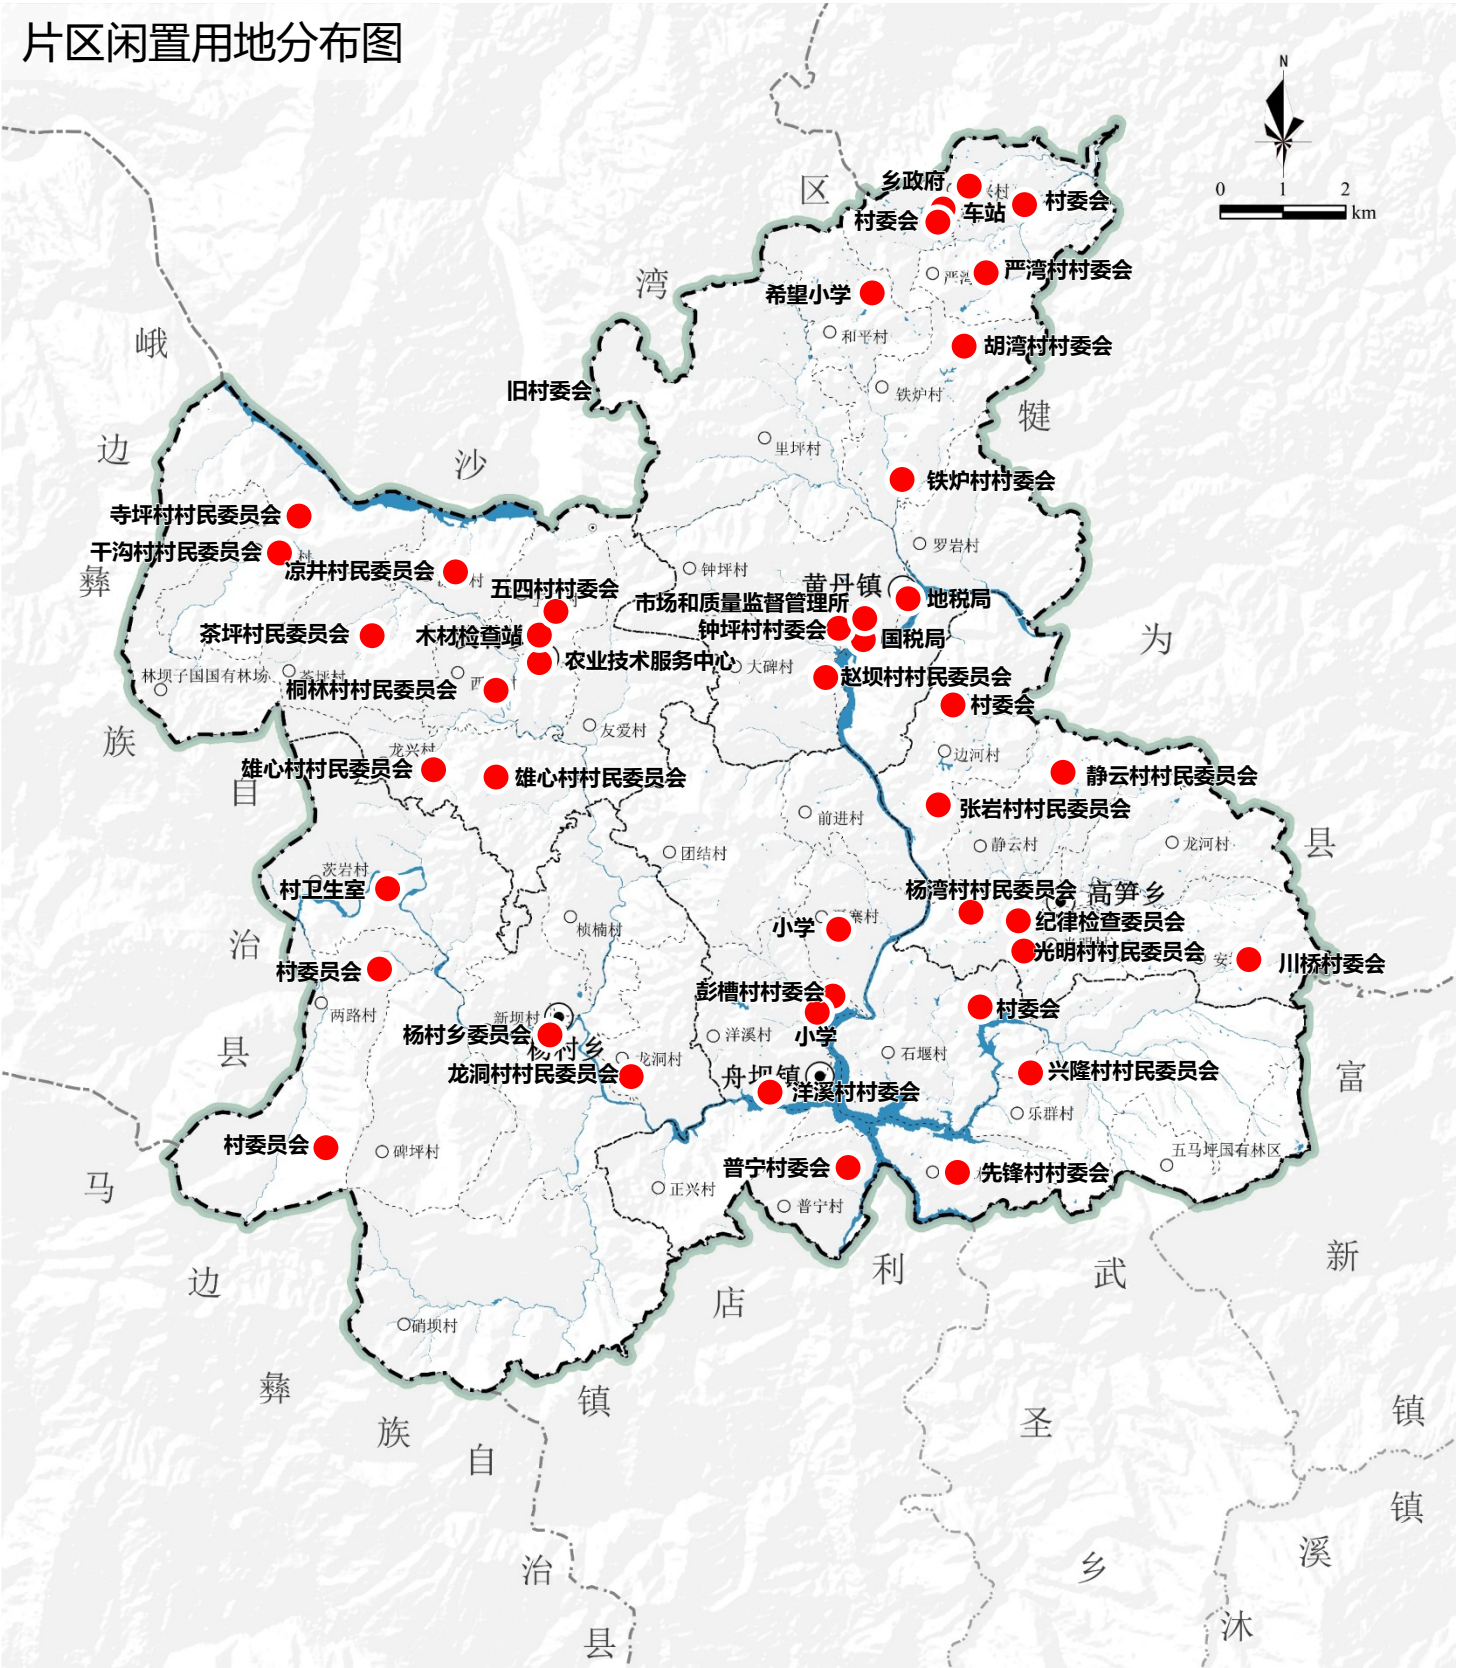 片区闲置用地分布图
N
0 1 2
km
区
乡政府
兴村
村委会
车站
村委会
湾
严湾村村委会
希望小学
峨
和平村
胡湾村村委会
旧村委会
铁炉村
犍
边
沙
里坪村
铁炉村村委会
寺坪村村民委员会
干沟村村民委员会
村
罗岩村
凉井村民委员会
村
钟坪村
黄丹镇
彝
五四村村委会
市场和质量监督管理所
地税局
茶坪村民委员会
木材检查站
钟坪村村委会
国税局
为
农业技术服务中心
大碑村
林坝子国国有林场
茶坪村
西
村
赵坝村村民委员会
桐林村村民委员会
村委会
族
友爱村
龙兴村
边河村
雄心村村民委员会
雄心村村民委员会
静云村村民委员会
自
张岩村村民委员会
前进村
团结村
静云村
龙河村
县
茨岩村
村卫生室
杨湾村村民委员会
高笋乡
寨村
纪律检查委员会
小学
桢楠村
治
光明村村民委员会
安
川桥村委会
村委员会
彭槽村村委会
村委会
两路村
新坝村
杨村乡委员会
小学
洋溪村
杨村乡
县
石堰村
龙洞村
龙洞村村民委员会
舟坝镇
兴隆村村民委员会
富
洋溪村村委会
乐群村
村委员会
碑坪村
五马坪国有林区
普宁村委会
先锋村村委会
马
正兴村
普宁村
边
利
武
新
店
硝坝村
彝
镇
族
圣
镇
自
镇
溪
治
乡
沐
县